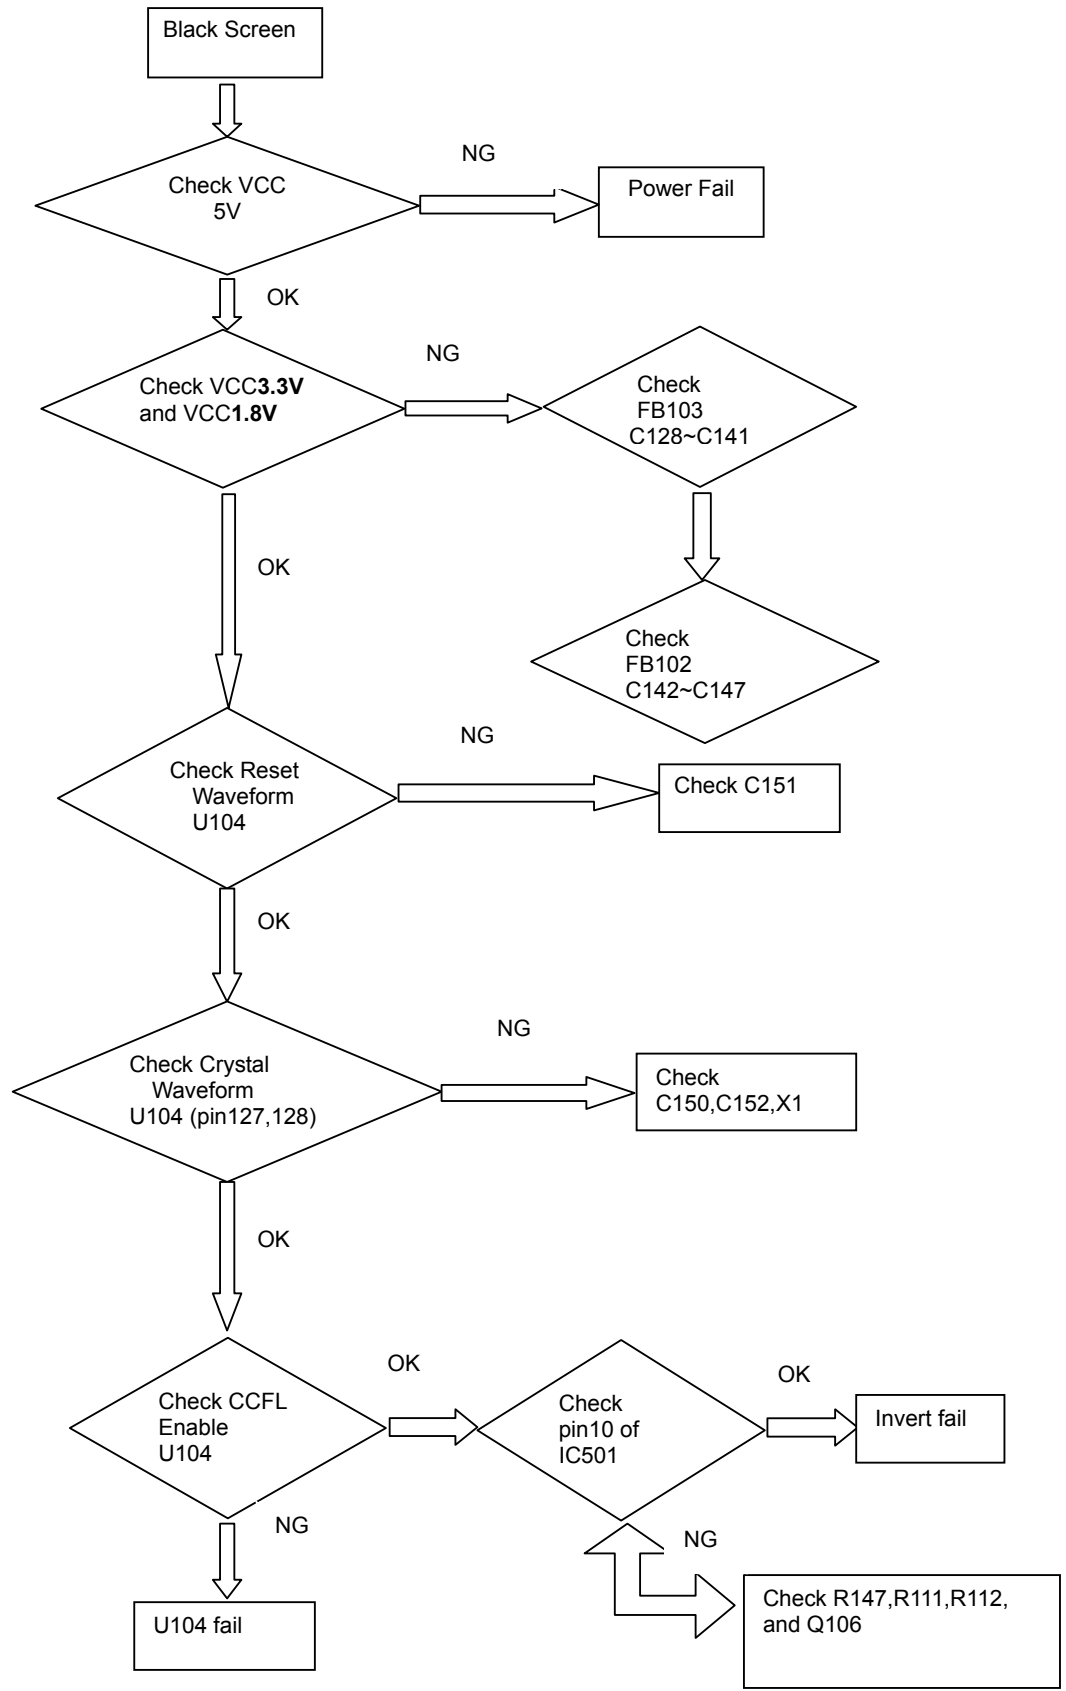 Black Screen
NG
Check VCC
5V
Power Fail
OK
NG
Check VCC3.3V
and VCC1.8V
Check
FB103
C128~C141
OK
Check
FB102
C142~C147
NG
Check Reset
Waveform
U104
Check C151
OK
NG
Check Crystal
Waveform
U104 (pin127,128)
Check
C150,C152,X1
OK
OK
OK
Check CCFL
Enable
U104
Check
pin10 of
IC501
Invert fail
NG
NG
U104 fail
Check R147,R111,R112,
and Q106